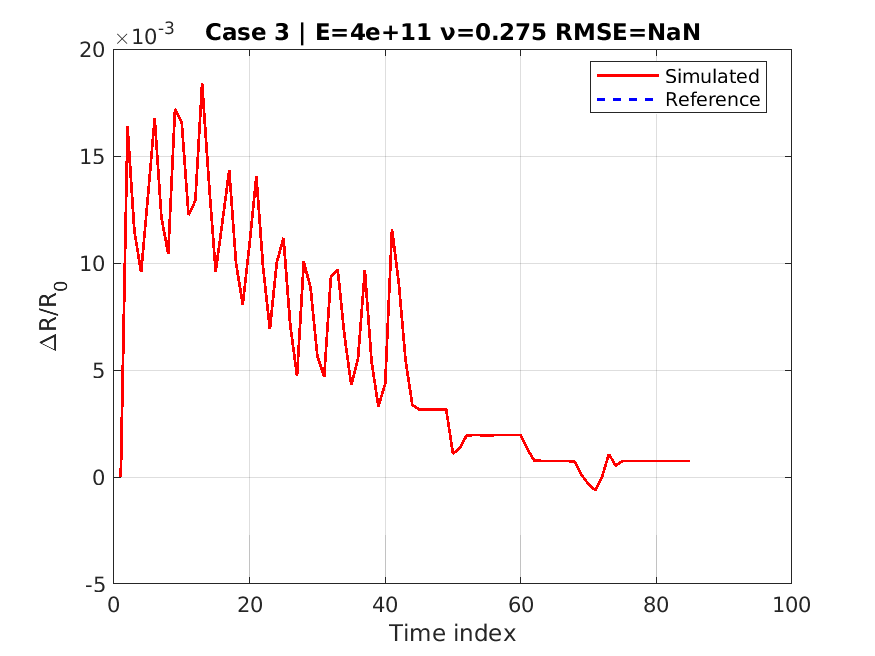 ×10⁻³
Case 3 | E=4e+11 ν=0.275 RMSE=NaN
Simulated
Reference
20
15
10
5
0
-5
ΔR/R₀
0 20 40 60 80 100
Time index